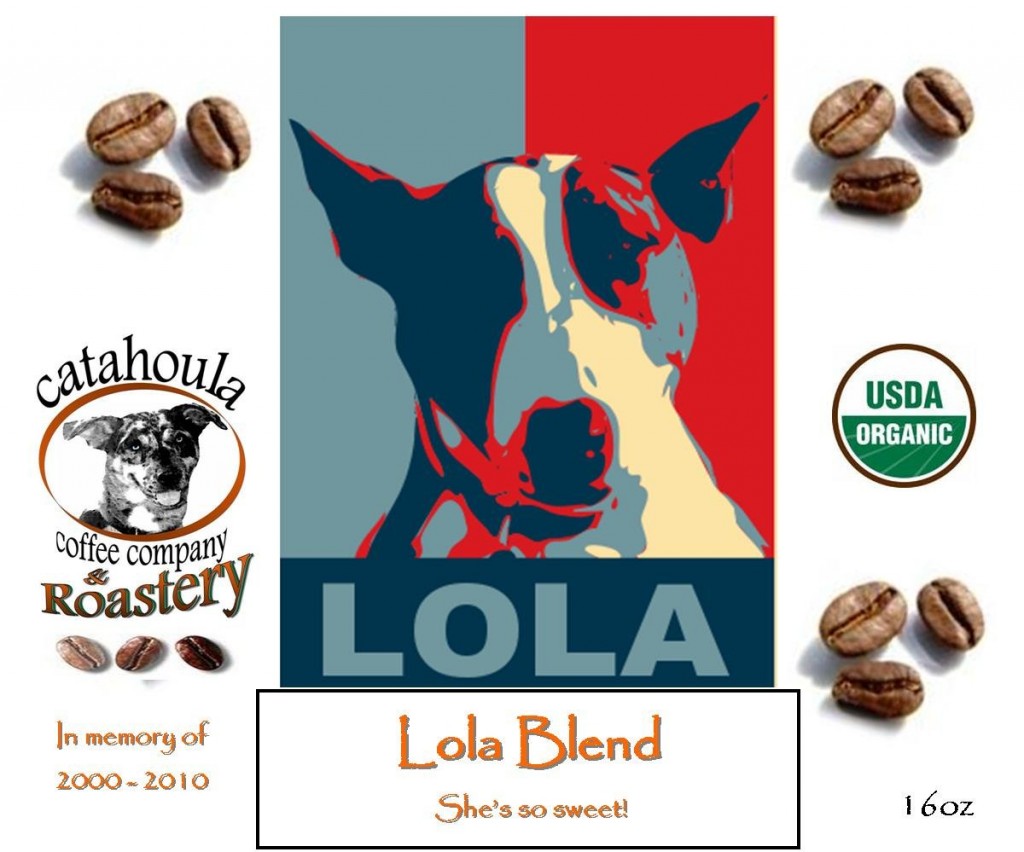 catahoula
coffee company
&
Roastery
LOLA
USDA
ORGANIC
In memory of
2000 - 2010
Lola Blend
She's so sweet!
16oz